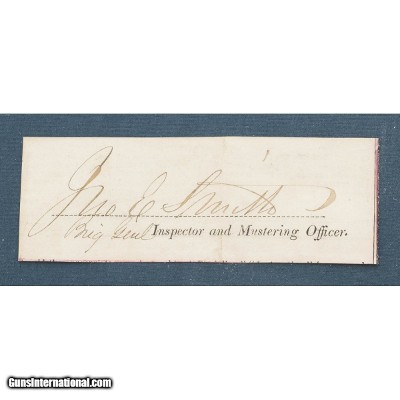 Jno E Smith
Brig Genl Inspector and Mustering Officer.
GunsInternational.com